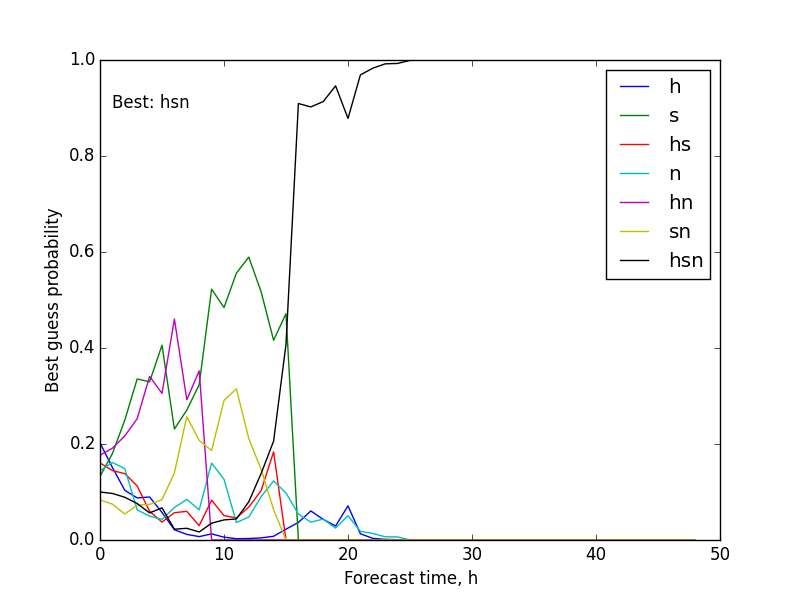 1.0
0.8
0.6
0.4
0.2
0.0
Best guess probability
Best: hsn
h
s
hs
n
hn
sn
hsn
0 10 20 30 40 50
Forecast time, h